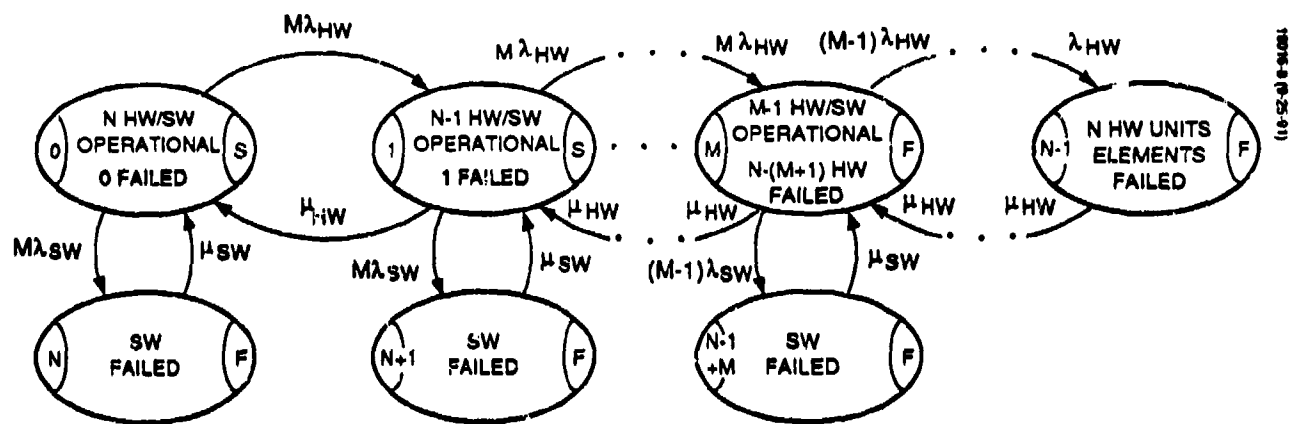 MλHW
MλHW
MλHW
(M-1)λHW
λHW
0
N HW/SW
OPERATIONAL
0 FAILED
S
1
N-1 HW/SW
OPERATIONAL
1 FAILED
S
M
M-1 HW/SW
OPERATIONAL
N-(M+1) HW
FAILED
F
N-1
N HW UNITS
ELEMENTS
FAILED
F
μHW
μHW
μHW
μHW
μHW
MλSW
μSW
MλSW
μSW
(M-1)λSW
μSW
N
SW
FAILED
F
N+1
SW
FAILED
F
N-1
+M
SW
FAILED
F